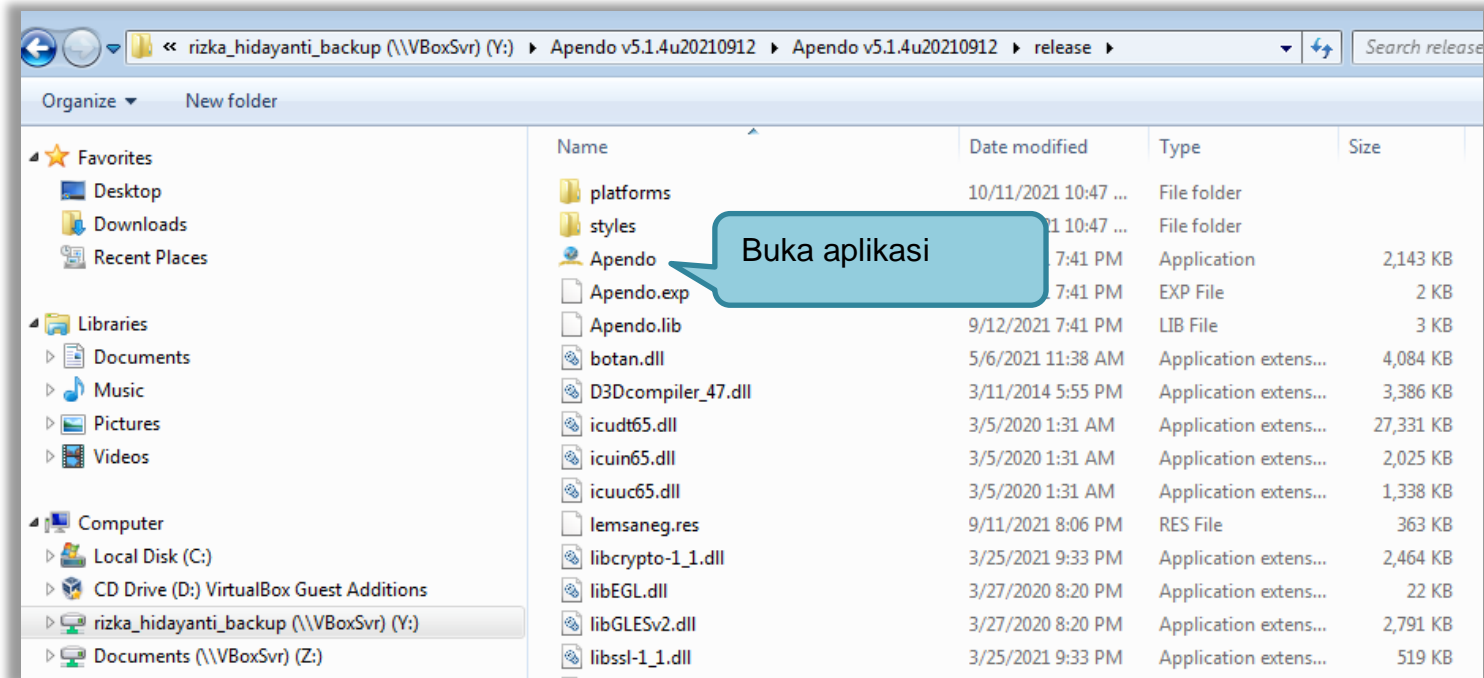 « rizka_hidayanti_backup (\\VBoxSvr) (Y:) ▸ Apendo v5.1.4u20210912 ▸ Apendo v5.1.4u20210912 ▸ release ▸ Search release
Organize ▾ New folder
Favorites
Desktop
Downloads
Recent Places
Libraries
Documents
Music
Pictures
Videos
Computer
Local Disk (C:)
CD Drive (D:) VirtualBox Guest Additions
rizka_hidayanti_backup (\\VBoxSvr) (Y:)
Documents (\\VBoxSvr) (Z:)
Name Date modified Type Size
platforms 10/11/2021 10:47 ... File folder
styles 21 10:47 ... File folder
Apendo 7:41 PM Application 2,143 KB
Buka aplikasi
Apendo.exp 7:41 PM EXP File 2 KB
Apendo.lib 9/12/2021 7:41 PM LIB File 3 KB
botan.dll 5/6/2021 11:38 AM Application extens... 4,084 KB
D3Dcompiler_47.dll 3/11/2014 5:55 PM Application extens... 3,386 KB
icudt65.dll 3/5/2020 1:31 AM Application extens... 27,331 KB
icuin65.dll 3/5/2020 1:31 AM Application extens... 2,025 KB
icuuc65.dll 3/5/2020 1:31 AM Application extens... 1,338 KB
lemsaneg.res 9/11/2021 8:06 PM RES File 363 KB
libcrypto-1_1.dll 3/25/2021 9:33 PM Application extens... 2,464 KB
libEGL.dll 3/27/2020 8:20 PM Application extens... 22 KB
libGLESv2.dll 3/27/2020 8:20 PM Application extens... 2,791 KB
libssl-1_1.dll 3/25/2021 9:33 PM Application extens... 519 KB